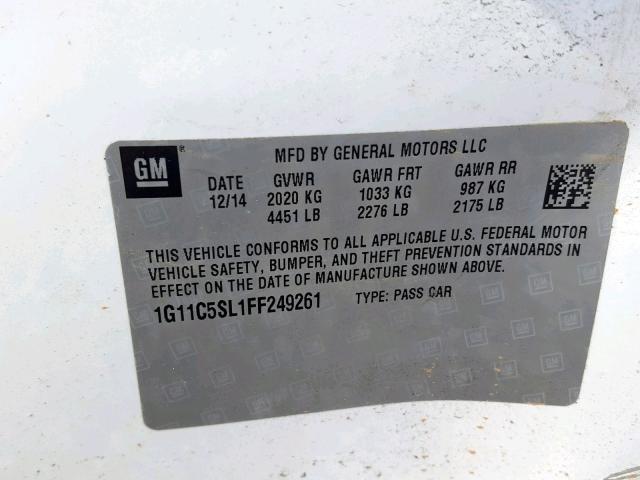 GM
MFD BY GENERAL MOTORS LLC
DATE GVWR GAWR FRT GAWR RR
12/14 2020 KG 1033 KG 987 KG
4451 LB 2276 LB 2175 LB
THIS VEHICLE CONFORMS TO ALL APPLICABLE U.S. FEDERAL MOTOR
VEHICLE SAFETY, BUMPER, AND THEFT PREVENTION STANDARDS IN
EFFECT ON THE DATE OF MANUFACTURE SHOWN ABOVE.
1G11C5SL1FF249261 TYPE: PASS CAR